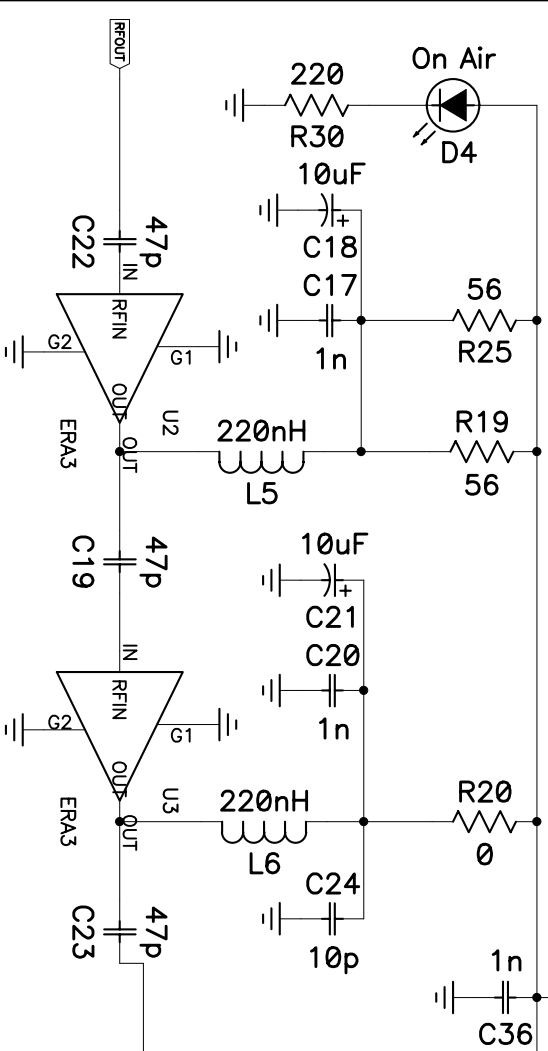 RFOUT
On Air
220
R30
D4
10uF
C18
C22
47p
IN
RFIN
G2
G1
C17
1n
56
R25
OUT
U2
OUT
ERA3
220nH
L5
R19
56
C19
47p
10uF
C21
IN
RFIN
G2
G1
C20
1n
OUT
U3
OUT
ERA3
220nH
L6
R20
0
C24
10p
C23
47p
1n
C36